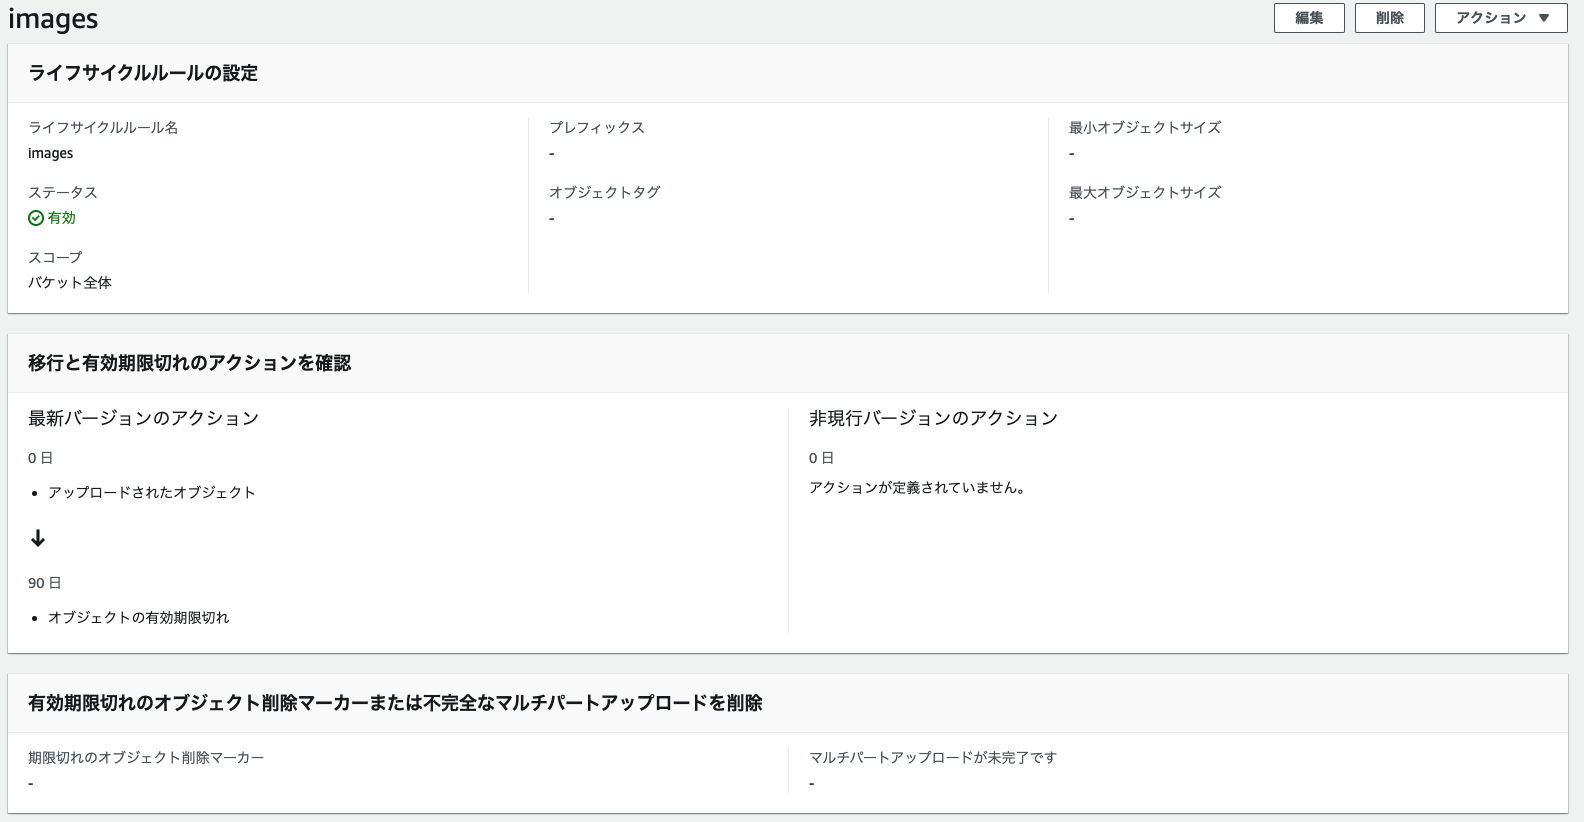 images
編集
削除
アクション ▼
ライフサイクルルールの設定
ライフサイクルルール名
images
ステータス
有効
スコープ
バケット全体
プレフィックス
-
オブジェクトタグ
-
最小オブジェクトサイズ
-
最大オブジェクトサイズ
-
移行と有効期限切れのアクションを確認
最新バージョンのアクション
0 日
• アップロードされたオブジェクト
↓
90 日
• オブジェクトの有効期限切れ
非現行バージョンのアクション
0 日
アクションが定義されていません。
有効期限切れのオブジェクト削除マーカーまたは不完全なマルチパートアップロードを削除
期限切れのオブジェクト削除マーカー
-
マルチパートアップロードが未完了です
-